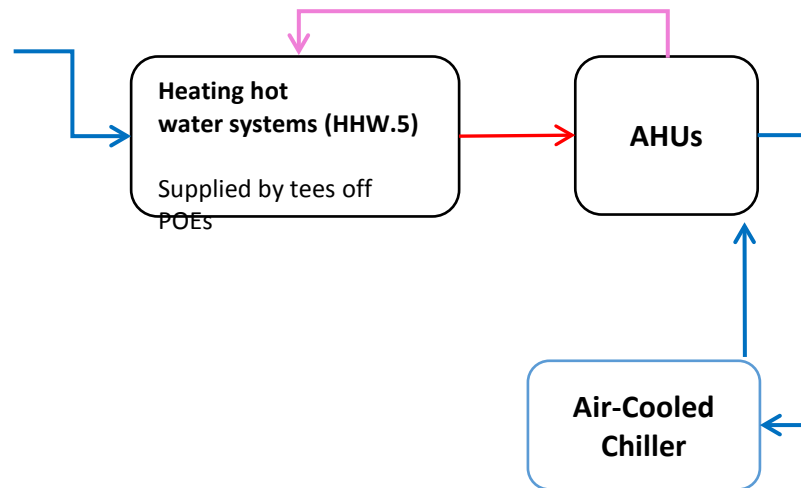 Heating hot
water systems (HHW.5)
Supplied by tees off
POEs
AHUs
Air-Cooled
Chiller